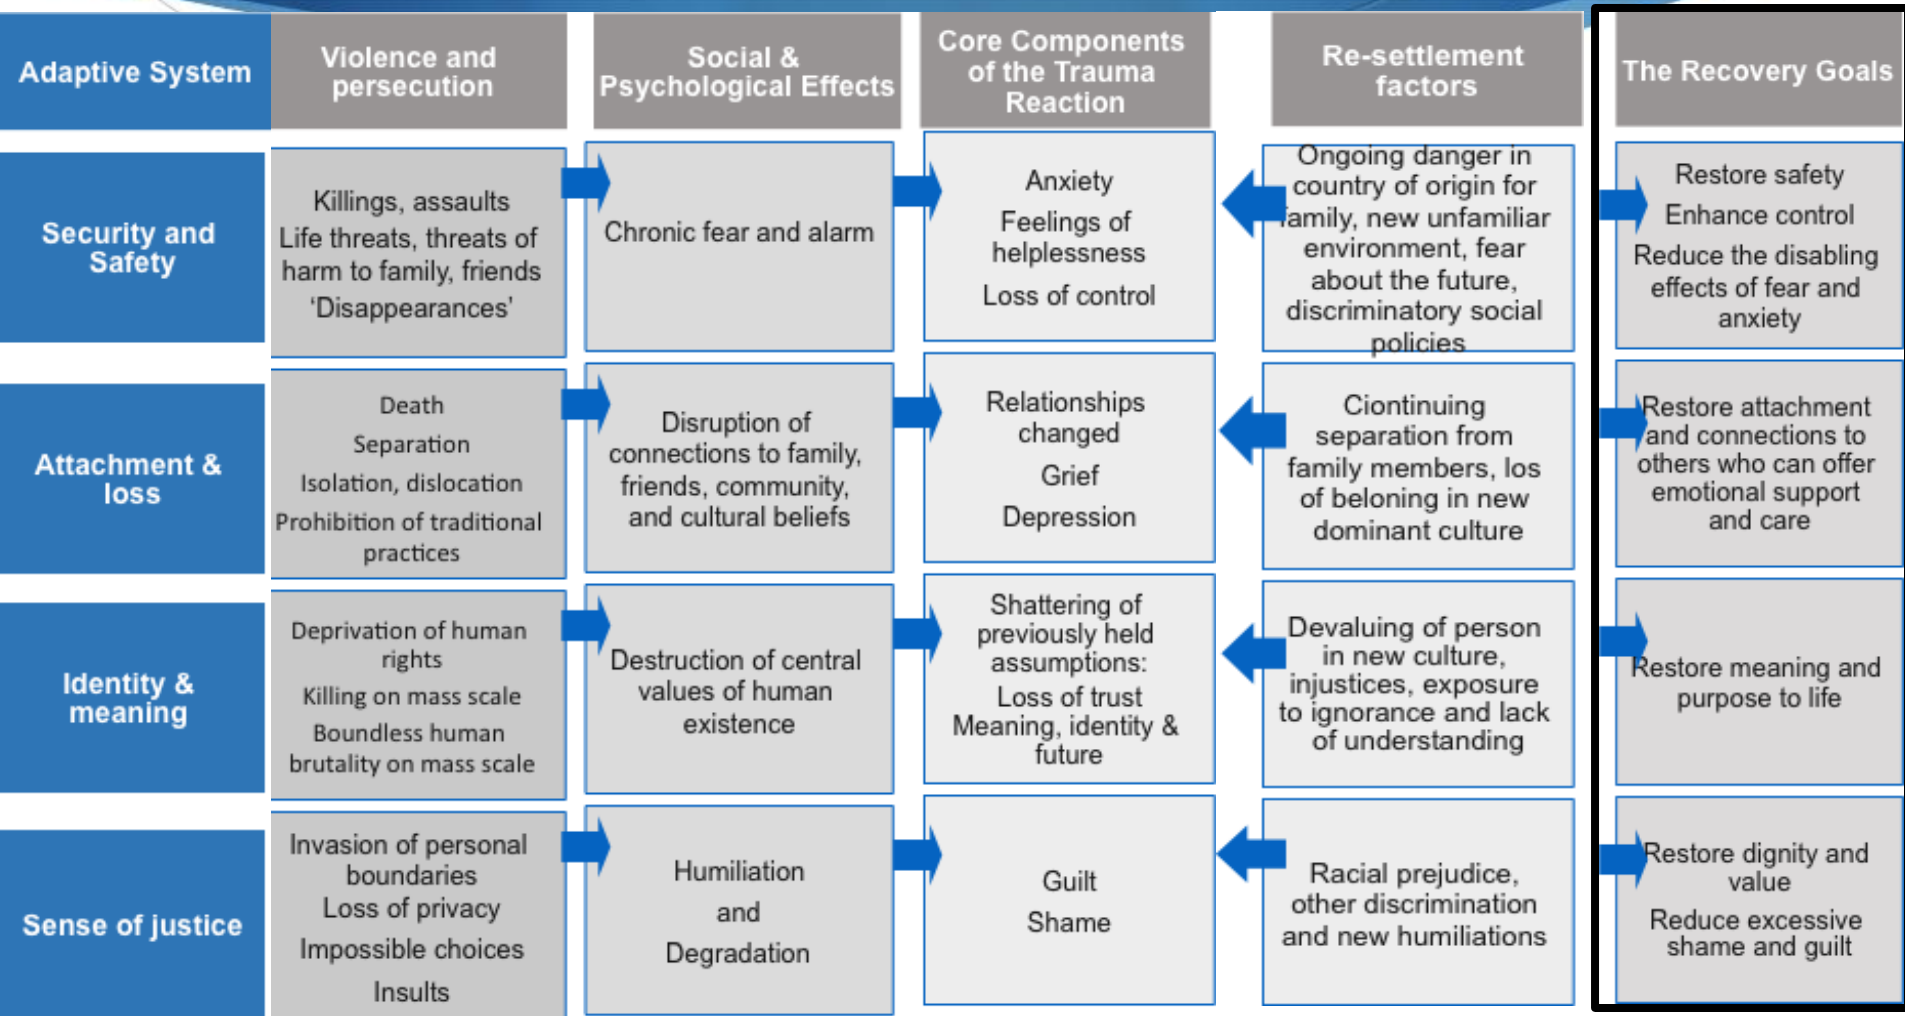 Adaptive System
Violence and
persecution
Social &
Psychological Effects
Core Components
of the Trauma
Reaction
Re-settlement
factors
The Recovery Goals
Security and
Safety
Killings, assaults
Life threats, threats of
harm to family, friends
‘Disappearances’
Chronic fear and alarm
Anxiety
Feelings of
helplessness
Loss of control
Ongoing danger in
country of origin for
family, new unfamiliar
environment, fear
about the future,
discriminatory social
policies
Restore safety
Enhance control
Reduce the disabling
effects of fear and
anxiety
Attachment &
loss
Death
Separation
Isolation, dislocation
Prohibition of traditional
practices
Disruption of
connections to family,
friends, community,
and cultural beliefs
Relationships
changed
Grief
Depression
Ciontinuing
separation from
family members, los
of beloning in new
dominant culture
Restore attachment
and connections to
others who can offer
emotional support
and care
Identity &
meaning
Deprivation of human
rights
Killing on mass scale
Boundless human
brutality on mass scale
Destruction of central
values of human
existence
Shattering of
previously held
assumptions:
Loss of trust
Meaning, identity &
future
Devaluing of person
in new culture,
injustices, exposure
to ignorance and lack
of understanding
Restore meaning and
purpose to life
Sense of justice
Invasion of personal
boundaries
Loss of privacy
Impossible choices
Insults
Humiliation
and
Degradation
Guilt
Shame
Racial prejudice,
other discrimination
and new humiliations
Restore dignity and
value
Reduce excessive
shame and guilt